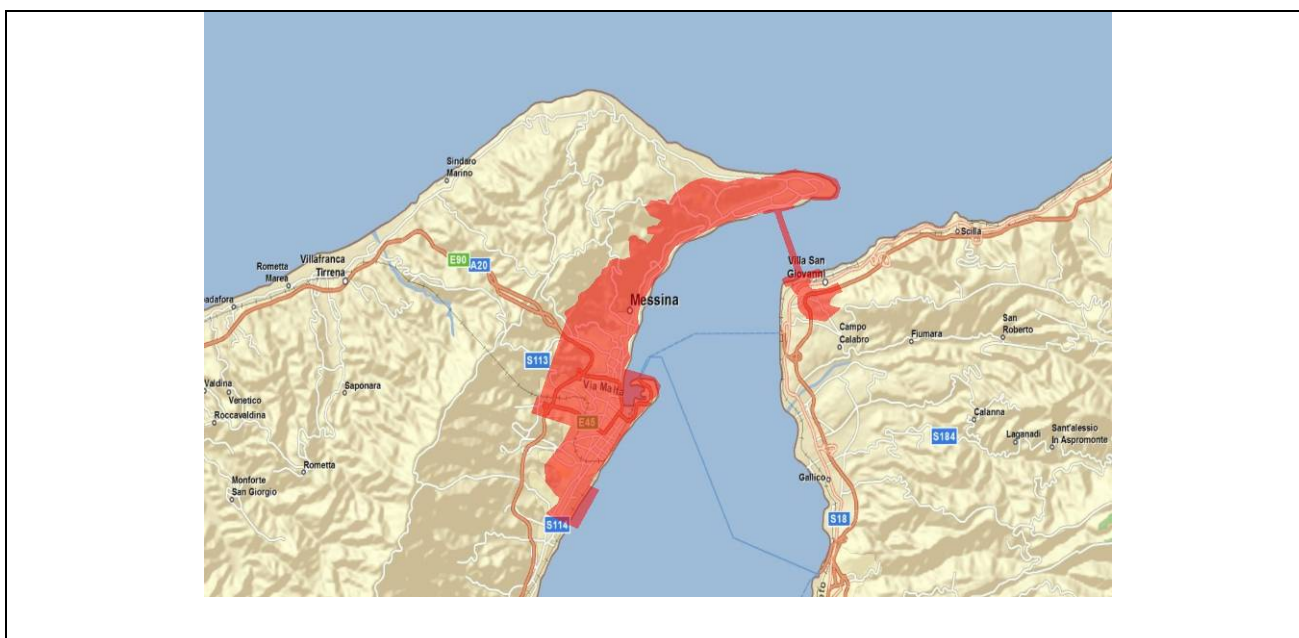 Sindaro
Marino
Scilla
Villa San
Giovanni
Villafranca
Tirrena
E90
A20
Rometta
Marea
adafora
Messina
San
Roberto
Campo
Calabro
Fiumara
S113
Via Malta
Valdina
Venetico
Saponara
Roccavaldina
E45
Calanna
S184
Laganadi
Sant'alessio
In Aspromonte
Rometta
Monforte
San Giorgio
Gallico
S114
S18